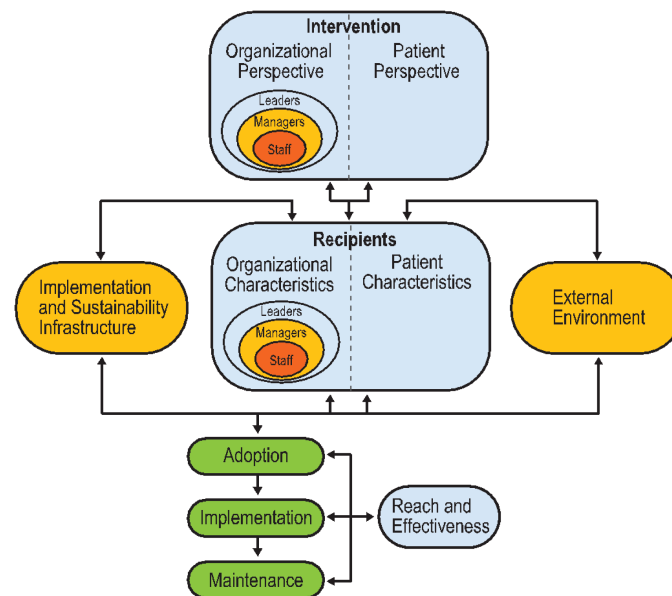 Intervention
Organizational
Perspective
Patient
Perspective
Leaders
Managers
Staff
Recipients
Organizational
Characteristics
Patient
Characteristics
Leaders
Managers
Staff
Implementation
and Sustainability
Infrastructure
External
Environment
Adoption
Implementation
Maintenance
Reach and
Effectiveness